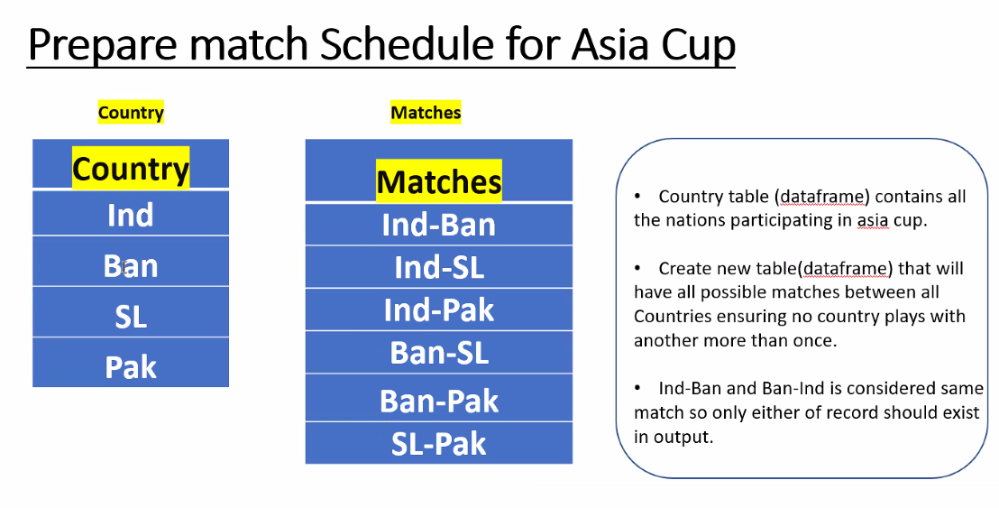 Prepare match Schedule for Asia Cup
Country
Country
Ind
Ban
SL
Pak
Matches
Matches
Ind-Ban
Ind-SL
Ind-Pak
Ban-SL
Ban-Pak
SL-Pak
• Country table (dataframe) contains all
the nations participating in asia cup.
• Create new table(dataframe) that will
have all possible matches between all
Countries ensuring no country plays with
another more than once.
• Ind-Ban and Ban-Ind is considered same
match so only either of record should exist
in output.